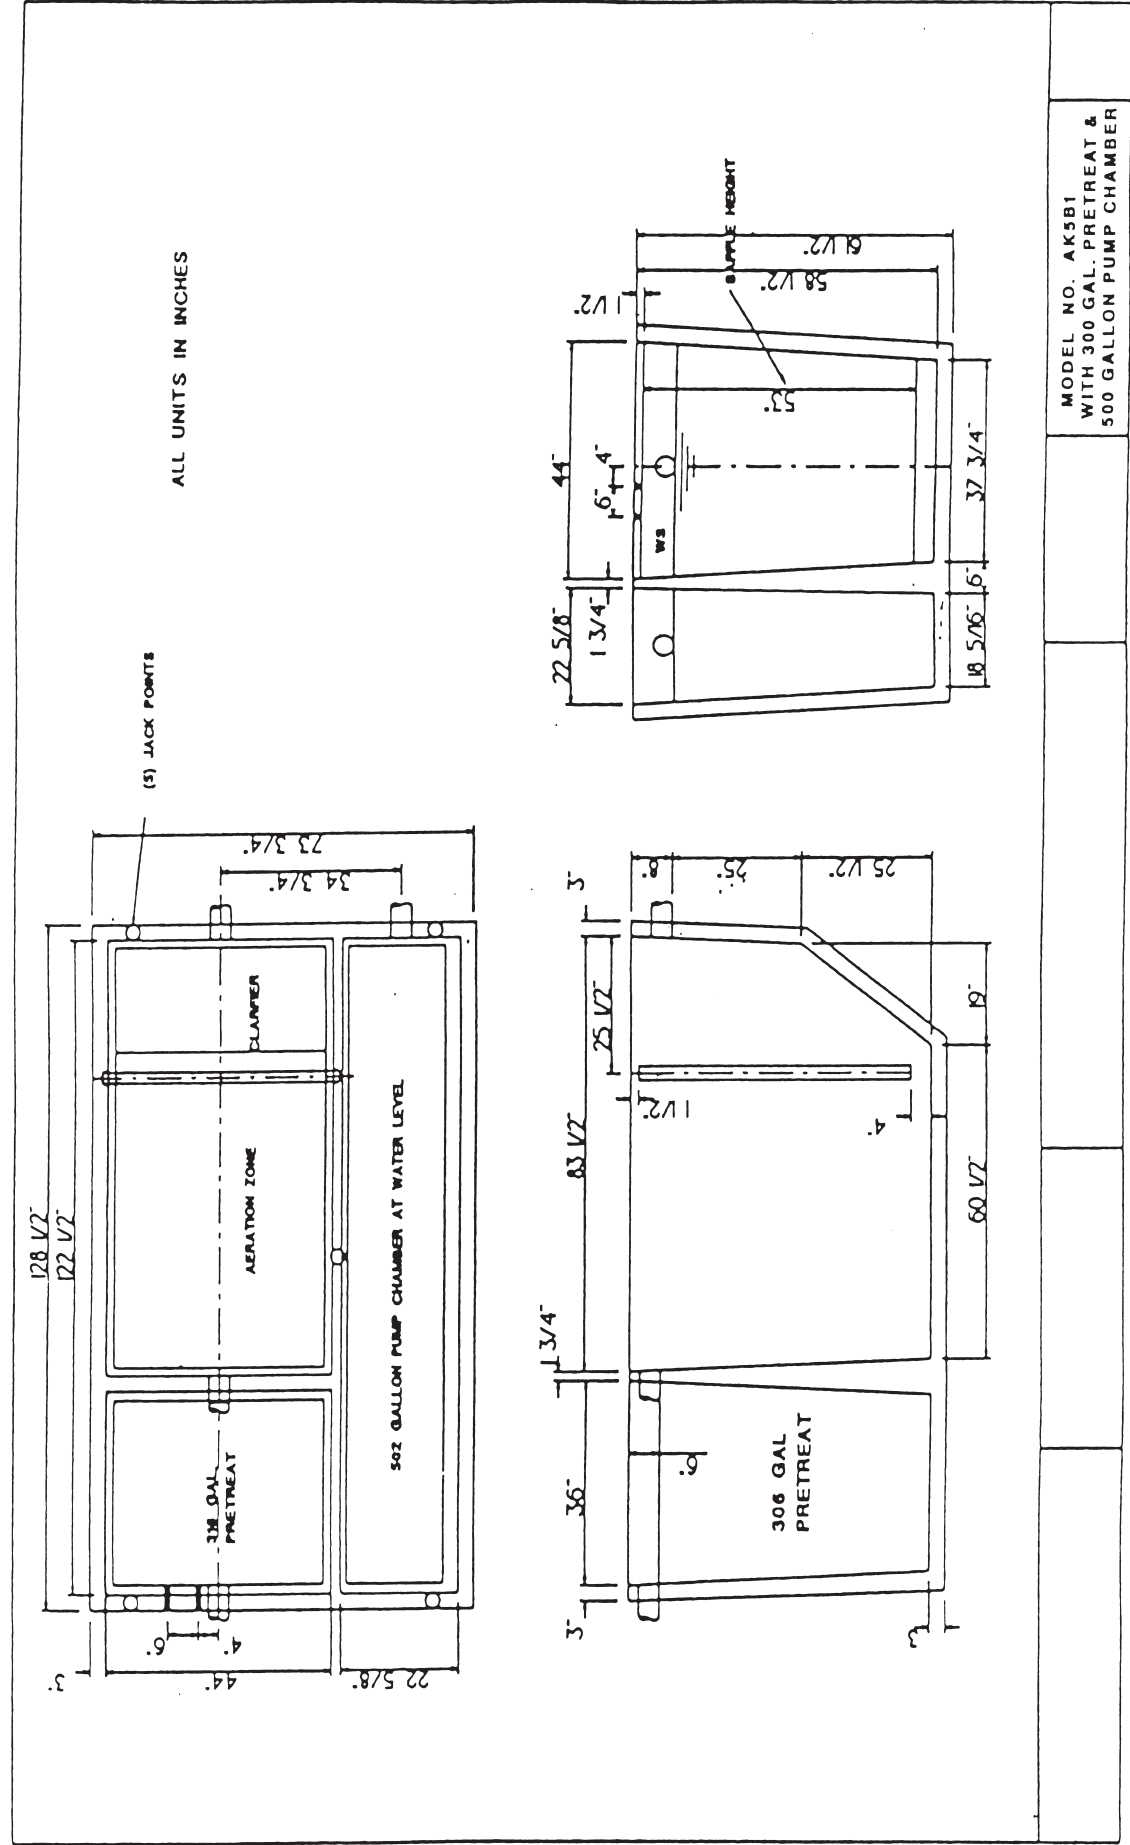 128 1/2"
122 1/2"
(5) JACK POINTS
ALL UNITS IN INCHES
3"
44"
22 5/8"
6"
4"
PRETREAT
AERATION ZONE
CLARIFIER
502 GALLON PUMP CHAMBER AT WATER LEVEL
34 3/4"
73 3/4"
3"
36"
1 3/4"
83 1/2"
25 1/2"
3"
6"
306 GAL
PRETREAT
1 1/2"
4"
8"
25"
25 1/2"
3"
60 1/2"
19"
22 5/8"
1 3/4"
44"
6"
4"
1 1/2"
WS
53"
BAFFLE HEIGHT
58 1/2"
61 1/2"
18 5/16"
6"
37 3/4"
MODEL NO. AK5B1
WITH 300 GAL. PRETREAT &
500 GALLON PUMP CHAMBER